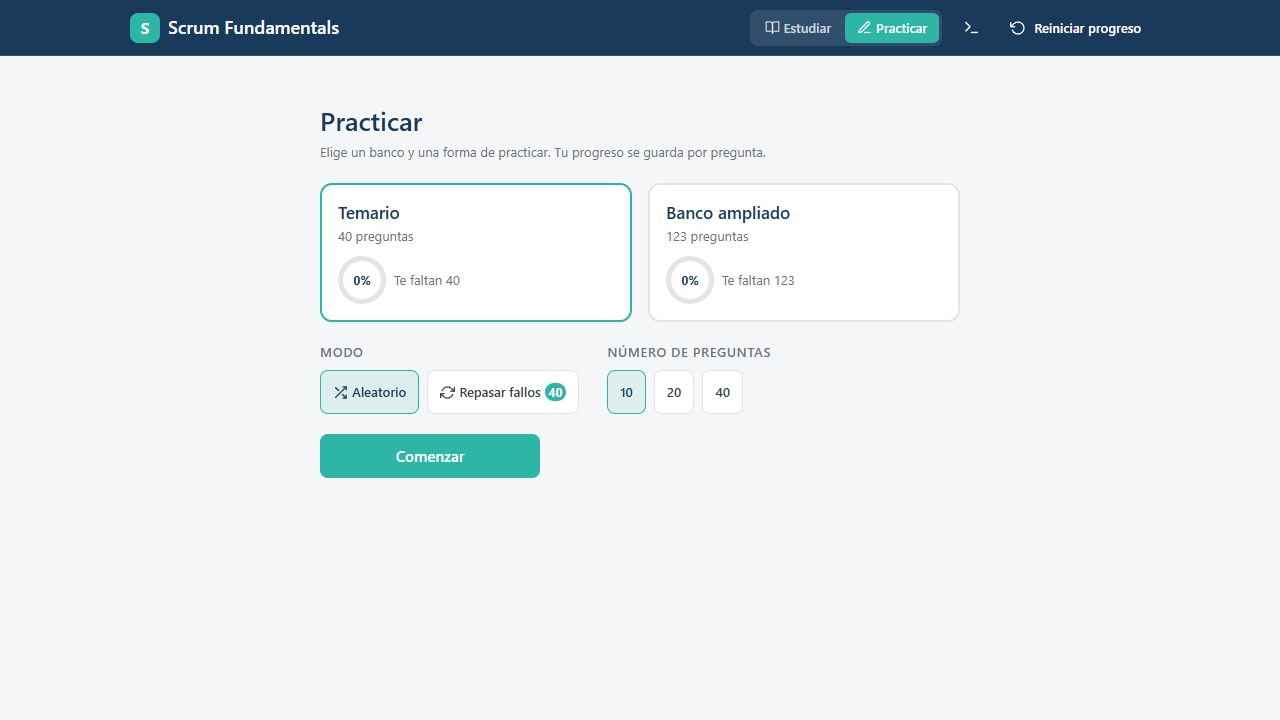 S Scrum Fundamentals
Estudiar
Practicar
Reiniciar progreso
Practicar
Elige un banco y una forma de practicar. Tu progreso se guarda por pregunta.
Temario
40 preguntas
0% Te faltan 40
Banco ampliado
123 preguntas
0% Te faltan 123
MODO
Aleatorio
Repasar fallos 40
NÚMERO DE PREGUNTAS
10
20
40
Comenzar